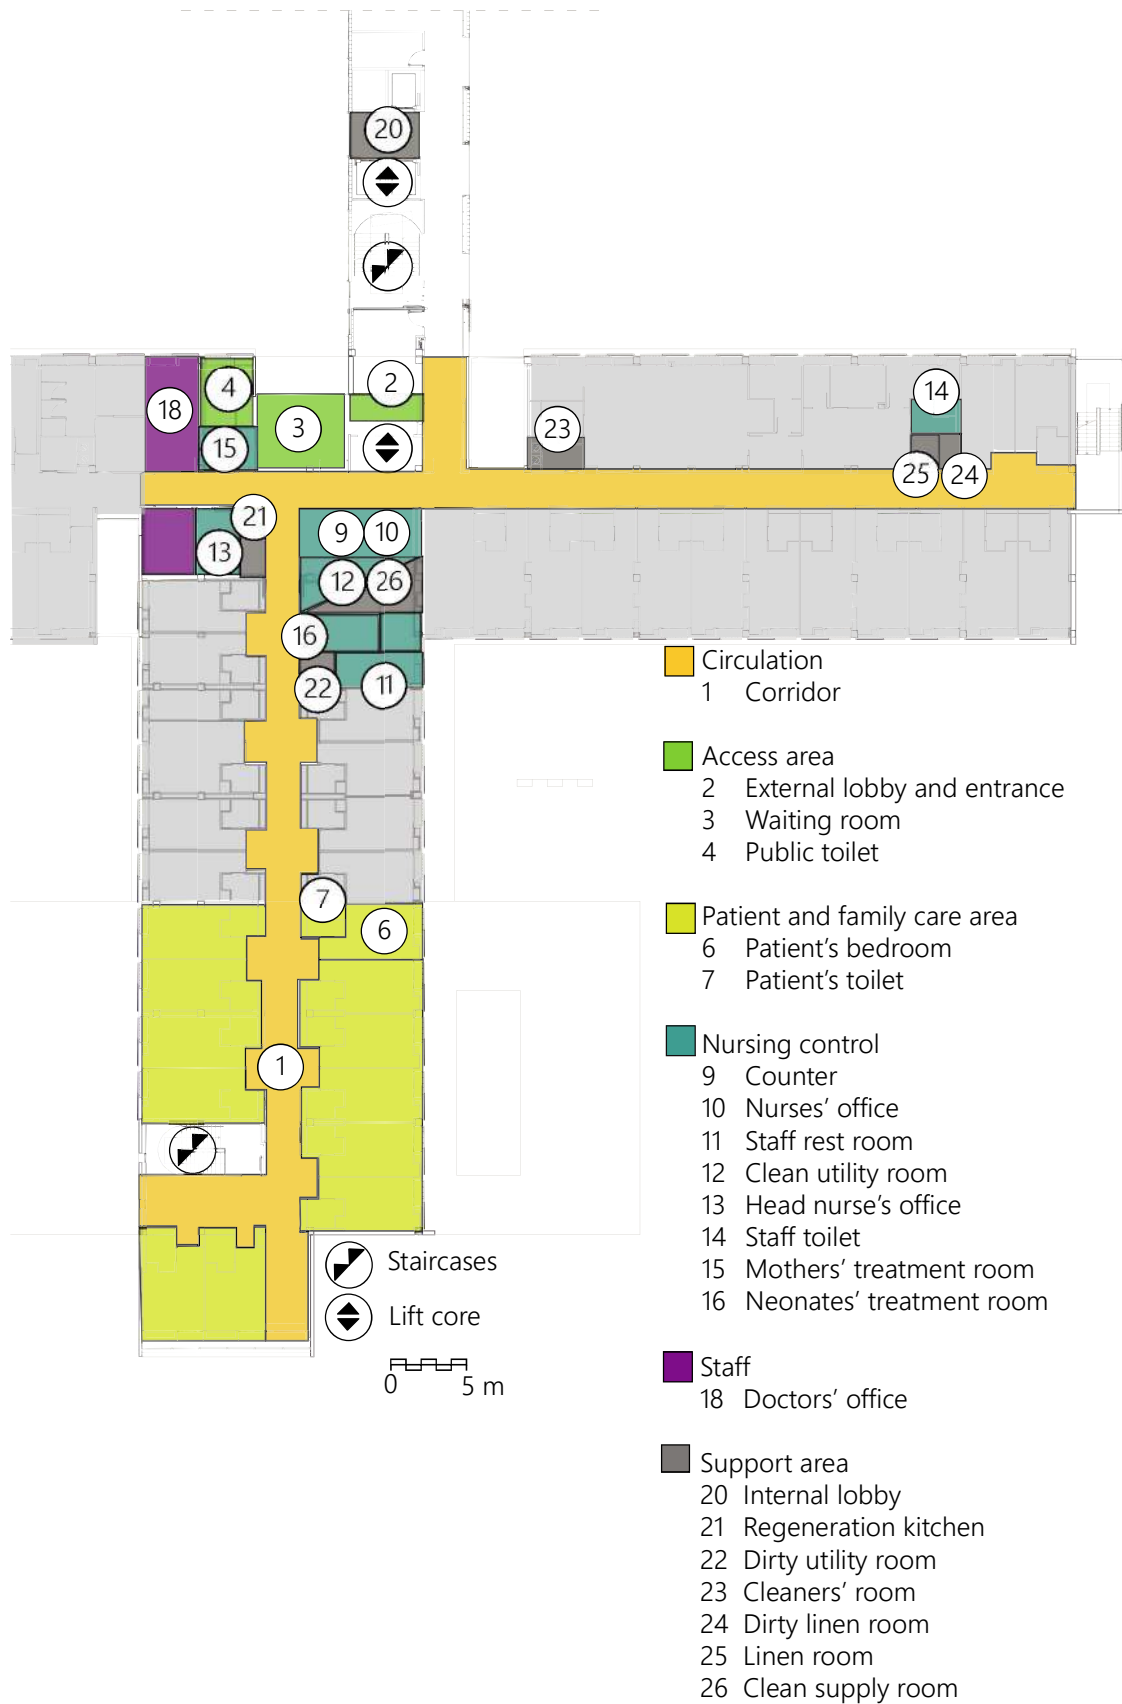 20
2
4
18
3
14
23
15
25
24
21
9
10
13
12
26
16
22
11
7
6
1
Staircases
Lift core
0 5 m
Circulation
1 Corridor
Access area
2 External lobby and entrance
3 Waiting room
4 Public toilet
Patient and family care area
6 Patient’s bedroom
7 Patient’s toilet
Nursing control
9 Counter
10 Nurses’ office
11 Staff rest room
12 Clean utility room
13 Head nurse’s office
14 Staff toilet
15 Mothers’ treatment room
16 Neonates’ treatment room
Staff
18 Doctors’ office
Support area
20 Internal lobby
21 Regeneration kitchen
22 Dirty utility room
23 Cleaners’ room
24 Dirty linen room
25 Linen room
26 Clean supply room